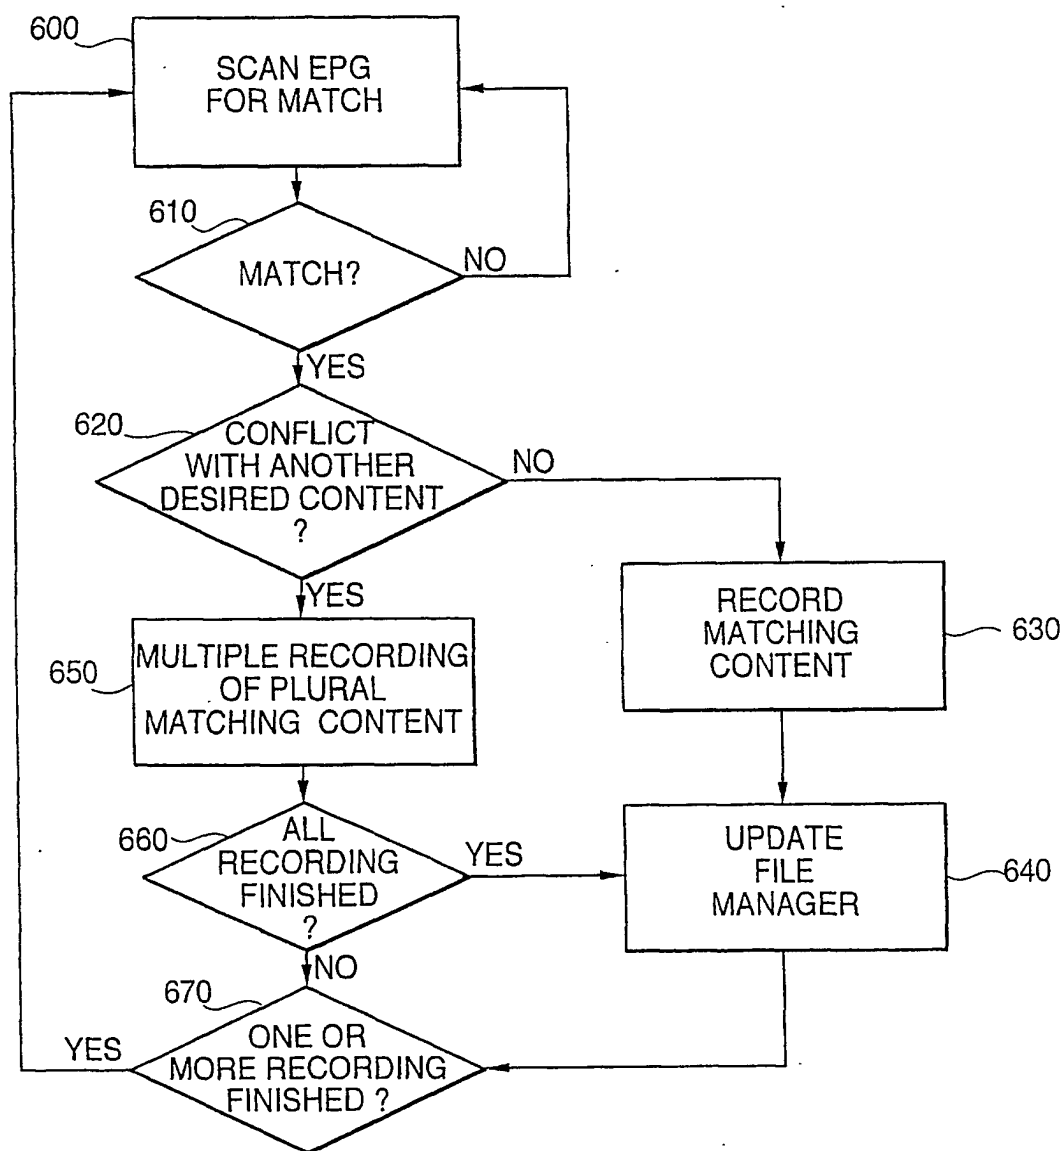 600
SCAN EPG
FOR MATCH
610
MATCH?
NO
YES
620
CONFLICT
WITH ANOTHER
DESIRED CONTENT
?
NO
YES
RECORD
MATCHING
CONTENT
630
650
MULTIPLE RECORDING
OF PLURAL
MATCHING CONTENT
660
ALL
RECORDING
FINISHED
?
YES
UPDATE
FILE
MANAGER
640
NO
670
YES
ONE OR
MORE RECORDING
FINISHED ?